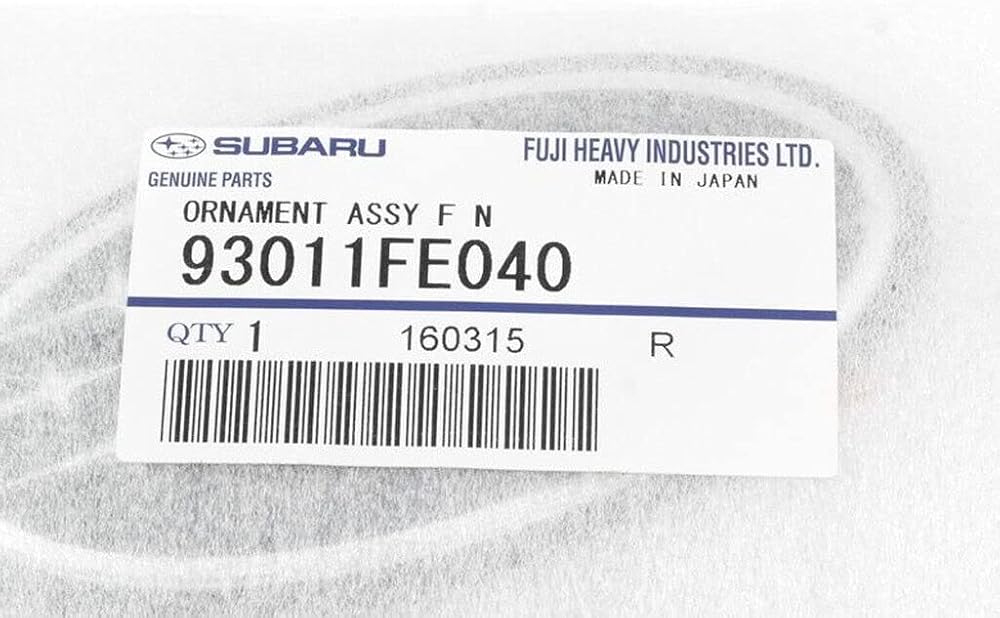 SUBARU FUJI HEAVY INDUSTRIES LTD.
GENUINE PARTS MADE IN JAPAN
ORNAMENT ASSY F N
93011FE040
QTY 1 160315 R